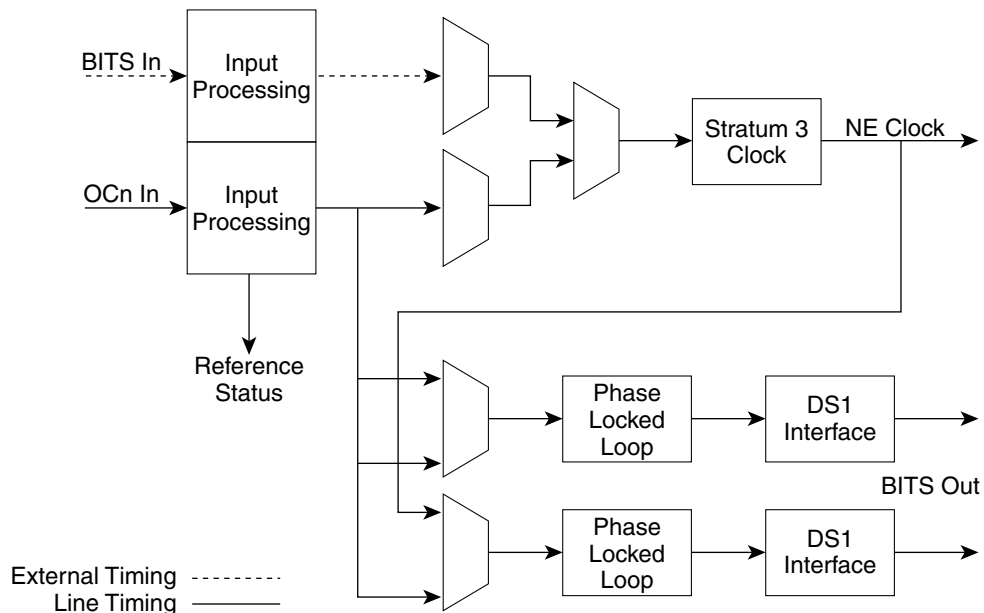 BITS In
Input
Processing
Stratum 3
Clock
NE Clock
OCn In
Input
Processing
Reference
Status
Phase
Locked
Loop
DS1
Interface
BITS Out
Phase
Locked
Loop
DS1
Interface
External Timing
Line Timing